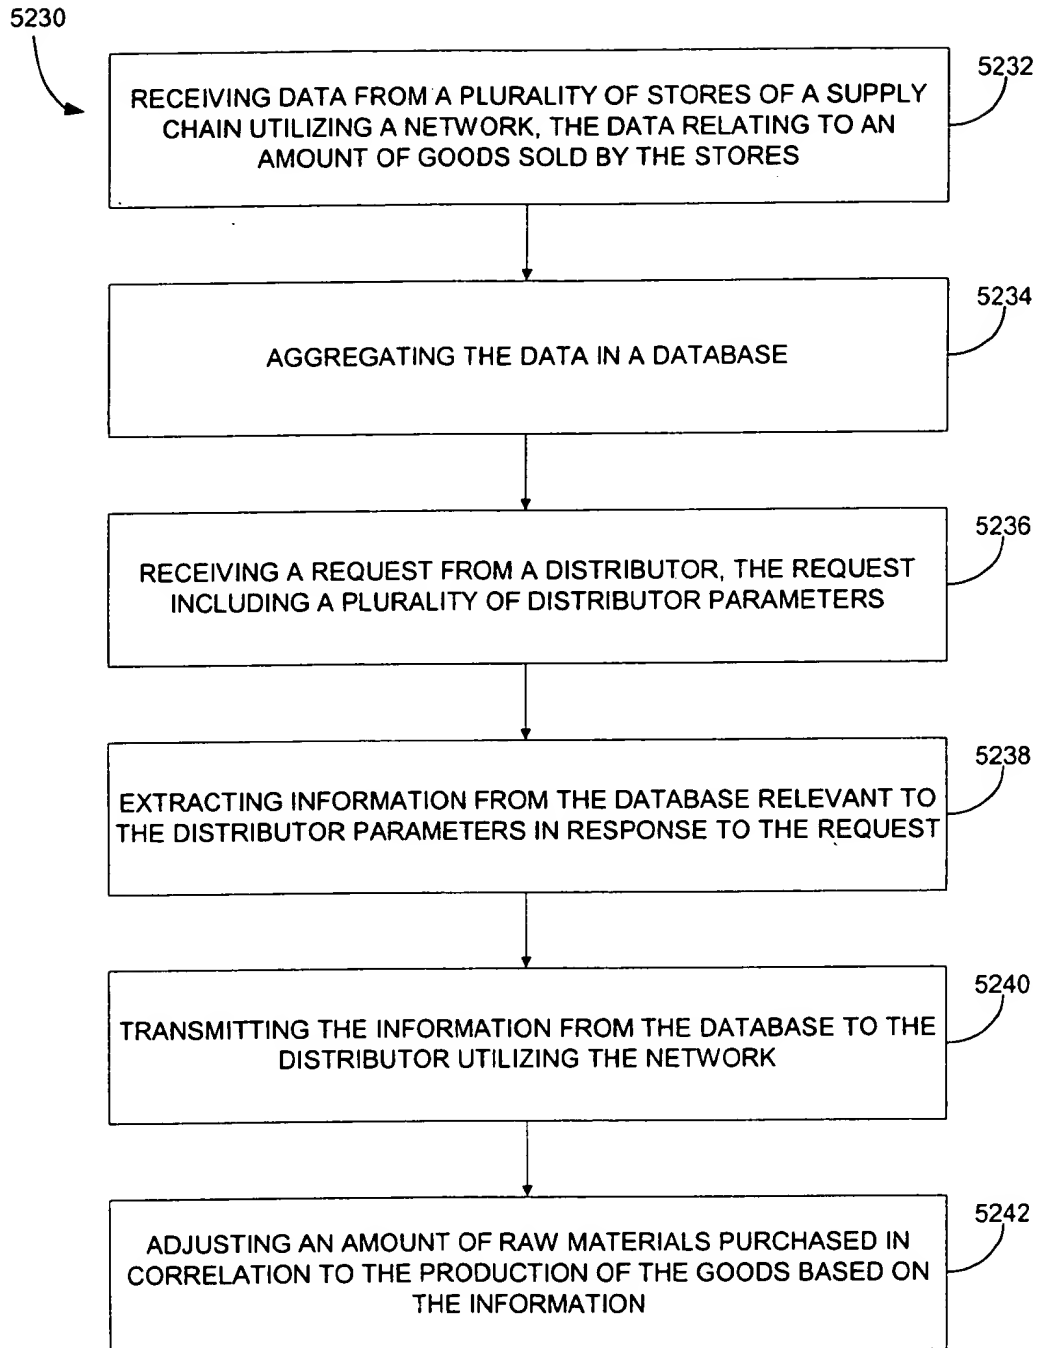 5230
5232
RECEIVING DATA FROM A PLURALITY OF STORES OF A SUPPLY
CHAIN UTILIZING A NETWORK, THE DATA RELATING TO AN
AMOUNT OF GOODS SOLD BY THE STORES
5234
AGGREGATING THE DATA IN A DATABASE
5236
RECEIVING A REQUEST FROM A DISTRIBUTOR, THE REQUEST
INCLUDING A PLURALITY OF DISTRIBUTOR PARAMETERS
5238
EXTRACTING INFORMATION FROM THE DATABASE RELEVANT TO
THE DISTRIBUTOR PARAMETERS IN RESPONSE TO THE REQUEST
5240
TRANSMITTING THE INFORMATION FROM THE DATABASE TO THE
DISTRIBUTOR UTILIZING THE NETWORK
5242
ADJUSTING AN AMOUNT OF RAW MATERIALS PURCHASED IN
CORRELATION TO THE PRODUCTION OF THE GOODS BASED ON
THE INFORMATION